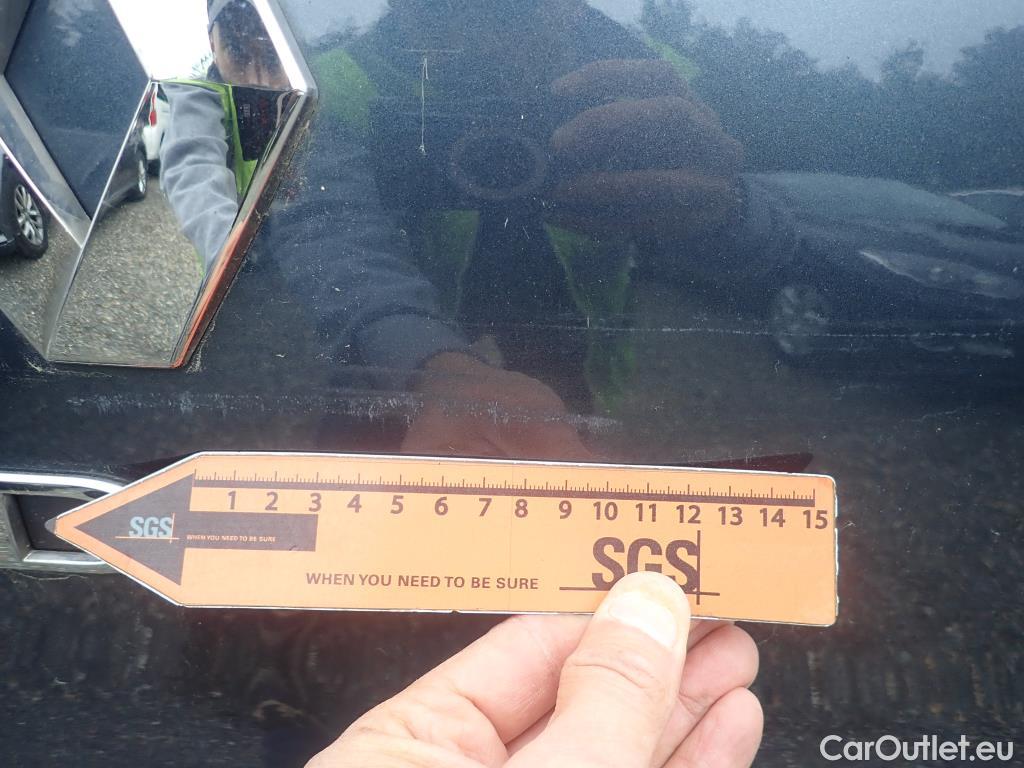 1 2 3 4 5 6 7 8 9 10 11 12 13 14 15
SGS
WHEN YOU NEED TO BE SURE
SGS
WHEN YOU NEED TO BE SURE
CarOutlet.eu